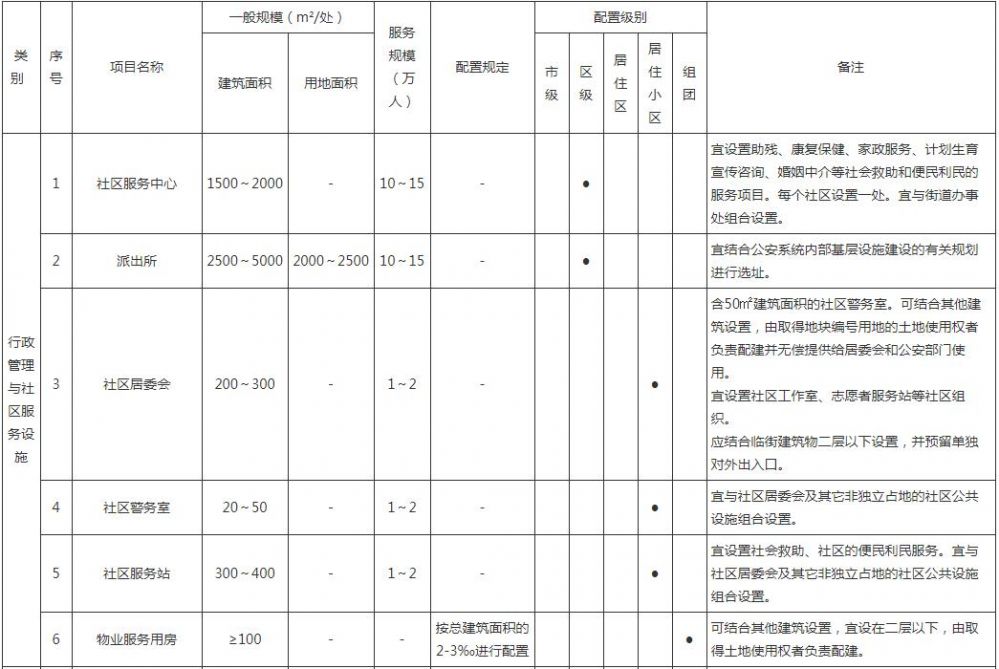 类别
序号
项目名称
一般规模（m²/处）
建筑面积
用地面积
服务规模（万人）
配置规定
配置级别
市级
区级
居住区
居住小区
组团
备注
行政管理与社区服务设施
1
社区服务中心
1500～2000
-
10～15
-
●
宜设置助残、康复保健、家政服务、计划生育
宣传咨询、婚姻中介等社会救助和便民利民的
服务项目。每个社区设置一处。宜与街道办事
处组合设置。
2
派出所
2500～5000
2000～2500
10～15
-
●
宜结合公安系统内部基层设施建设的有关规划
进行选址。
3
社区居委会
200～300
-
1～2
-
●
含50㎡建筑面积的社区警务室。可结合其他建
筑设置，由取得地块编号用地的土地使用权者
负责配建并无偿提供给居委会和公安部门使
用。
宜设置社区工作室、志愿者服务站等社区组
织。
应结合临街建筑物二层以下设置，并预留单独
对外出入口。
4
社区警务室
20～50
-
1～2
-
●
宜与社区居委会及其它非独立占地的社区公共
设施组合设置。
5
社区服务站
300～400
-
1～2
-
●
宜设置社会救助、社区的便民利民服务。宜与
社区居委会及其它非独立占地的社区公共设施
组合设置。
6
物业服务用房
≥100
-
-
按总建筑面积的
2-3‰进行配置
●
可结合其他建筑设置，宜设在二层以下，由取
得土地使用权者负责配建。